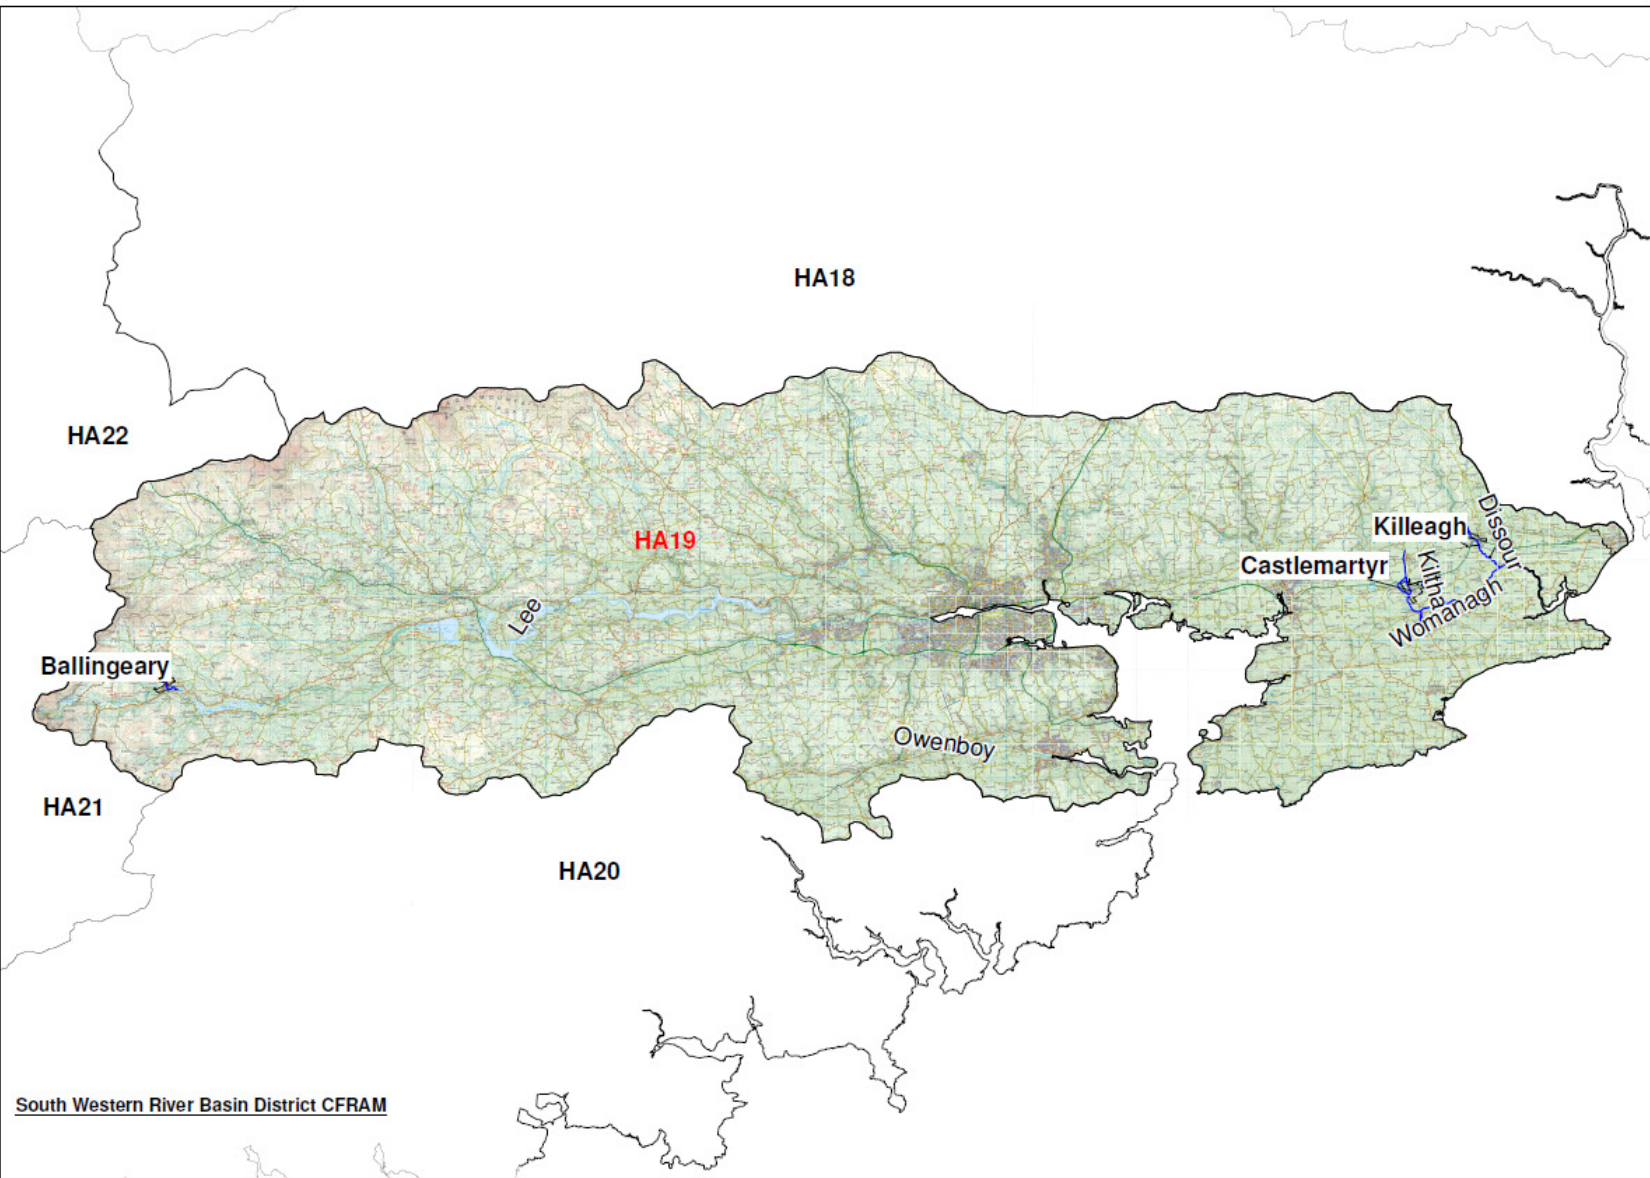 HA18
HA22
Dissour
Killeagh
HA19
Castlemartyr
Kiltha
Lee
Womanagh
Ballingeary
Owenboy
HA21
HA20
South Western River Basin District CFRAM